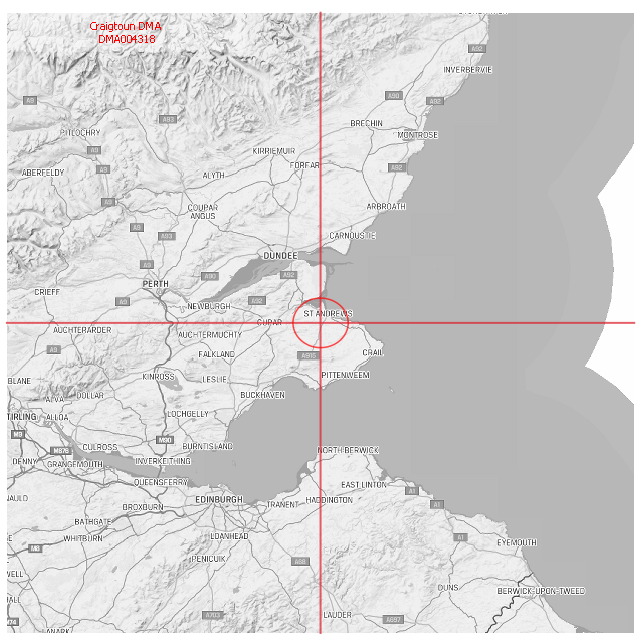 Craigtoun DMA
DMA004318
A92
INVERBERVIE
A9
A90
A92
A93
BRECHIN
MONTROSE
PITLOCHRY
A9
KIRRIEMUIR
FORFAR
A92
A9
ABERFELDY
ALYTH
A9
COUPAR
ANGUS
ARBROATH
A9
A93
CARNOUSTIE
DUNDEE
A9
A90
A92
PERTH
CRIEFF
A9
NEWBURGH
A92
ST ANDREWS
AUCHTERARDER
AUCHTERMUCHTY
CUPAR
A9
FALKLAND
A915
CRAIL
BLANE
KINROSS
LESLIE
PITTENWEEM
ALVA
DOLLAR
BUCKHAVEN
TIRLING
ALLOA
LOCHGELLY
M9
M90
CULROSS
BURNTISLAND
M876
NORTH BERWICK
DENNY
GRANGEMOUTH
INVERKEITHING
QUEENSFERRY
EAST LINTON
A1
NAULD
BROXBURN
EDINBURGH
TRANENT
HADDINGTON
A1
BATHGATE
WHITBURN
LOANHEAD
A1
EYEMOUTH
M8
PENICUIK
A68
WELL
DUNS
BERWICK-UPON-TWEED
HALL
A703
LAUDER
A697
M74
LANARK